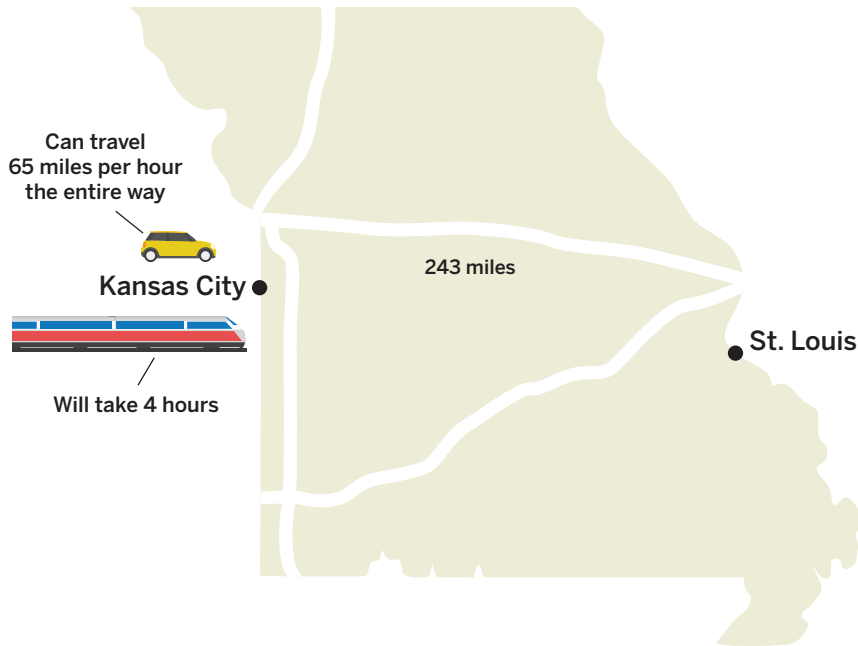 Can travel
65 miles per hour
the entire way
243 miles
Kansas City
St. Louis
Will take 4 hours